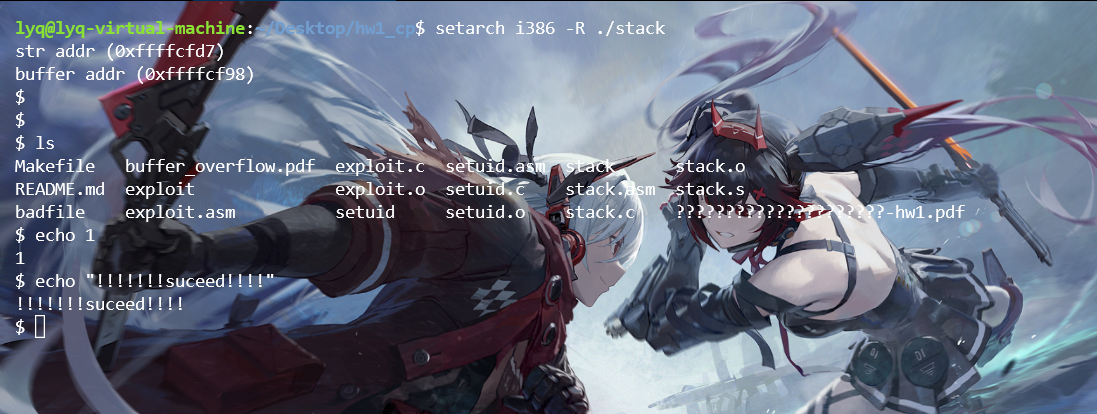 lyq@lyq-virtual-machine:~/Desktop/hw1_cp$ setarch i386 -R ./stack
str addr (0xffffcfd7)
buffer addr (0xffffcf98)
$
$
$ ls
Makefile buffer_overflow.pdf exploit.c setuid.asm stack stack.o
README.md exploit exploit.o setuid.c stack.asm stack.s
badfile exploit.asm setuid setuid.o stack.c ?????????????????????-hw1.pdf
$ echo 1
1
$ echo "!!!!!!!suceed!!!!"
!!!!!!!suceed!!!!
$